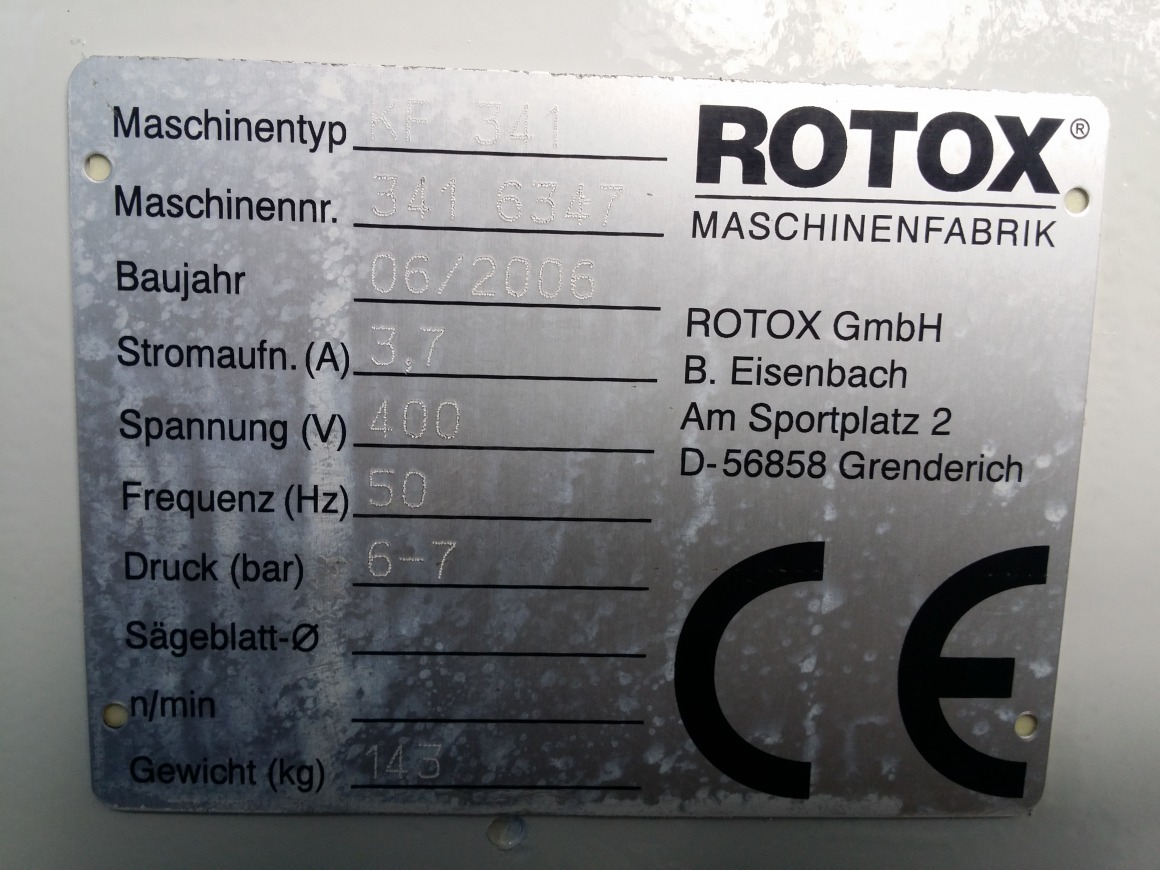 Maschinentyp KF 341
Maschinennr. 341 6347
Baujahr 06/2006
Stromaufn. (A) 3,7
Spannung (V) 400
Frequenz (Hz) 50
Druck (bar) 6-7
Sägeblatt-Ø
n/min
Gewicht (kg) 143
ROTOX®
MASCHINENFABRIK
ROTOX GmbH
B. Eisenbach
Am Sportplatz 2
D-56858 Grenderich
CE